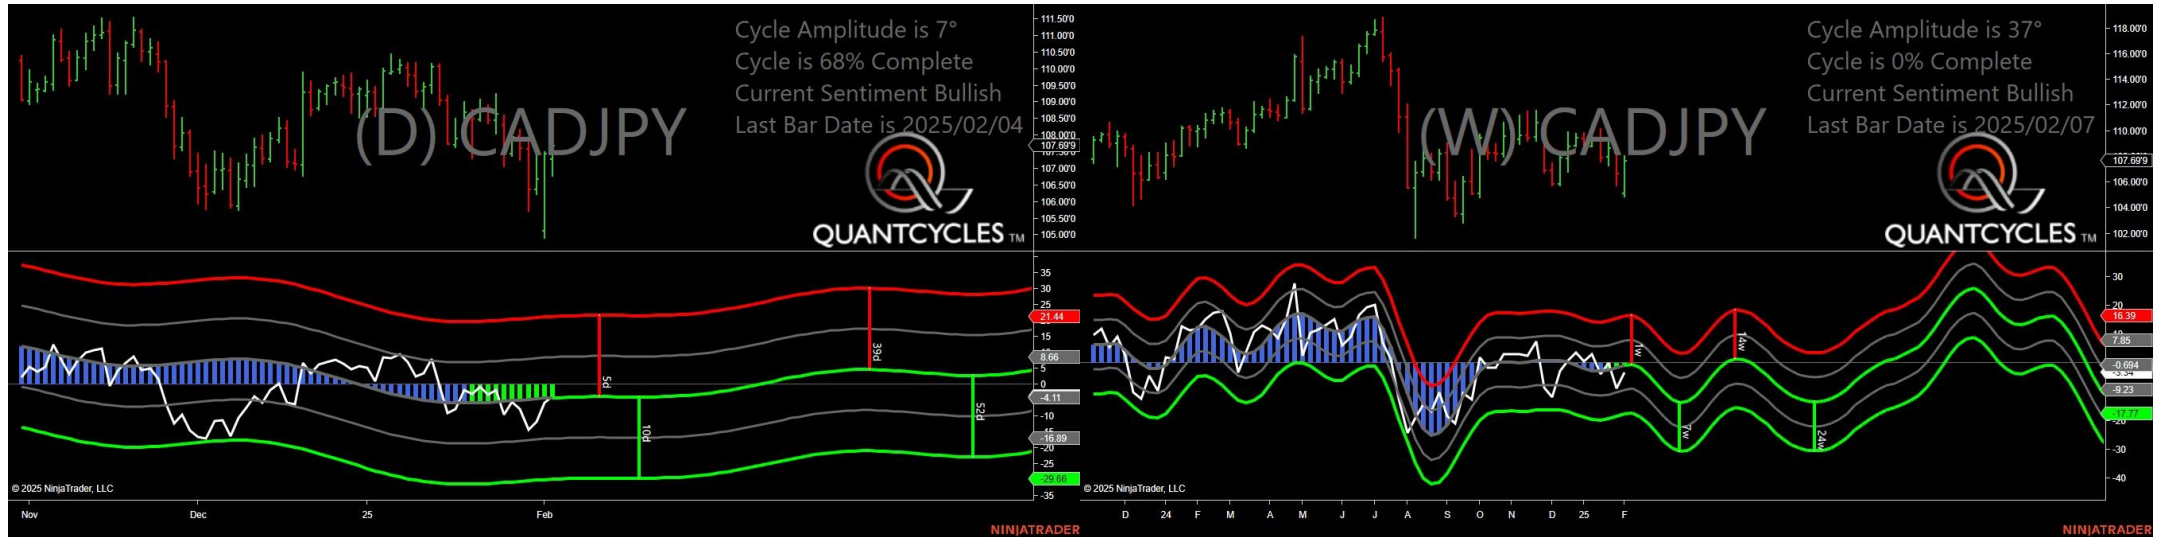 Cycle Amplitude is 7°
Cycle is 68% Complete
Current Sentiment Bullish
Last Bar Date is 2025/02/04
(D) CADJPY
QUANTCYCLES TM
111.50'0
111.00'0
110.50'0
110.00'0
109.50'0
109.00'0
108.50'0
108.00'0
107.69'9
107.00'0
106.50'0
106.00'0
105.50'0
105.00'0
35
30
25
21.44
15
8.66
5
0
-4.11
-10
-16.89
-20
-25
-29.66
-35
5d
10d
39d
52d
© 2025 NinjaTrader, LLC
Nov Dec 25 Feb
NINJATRADER
Cycle Amplitude is 37°
Cycle is 0% Complete
Current Sentiment Bullish
Last Bar Date is 2025/02/07
(W) CADJPY
QUANTCYCLES TM
118.00'0
116.00'0
114.00'0
112.00'0
110.00'0
107.69'9
106.00'0
104.00'0
102.00'0
30
20
16.39
7.85
-0.694
-9.23
-17.77
-20
-30
-40
1w
7w
14w
24w
© 2025 NinjaTrader, LLC
D 24 F M A M J J A S O N D 25 F
NINJATRADER